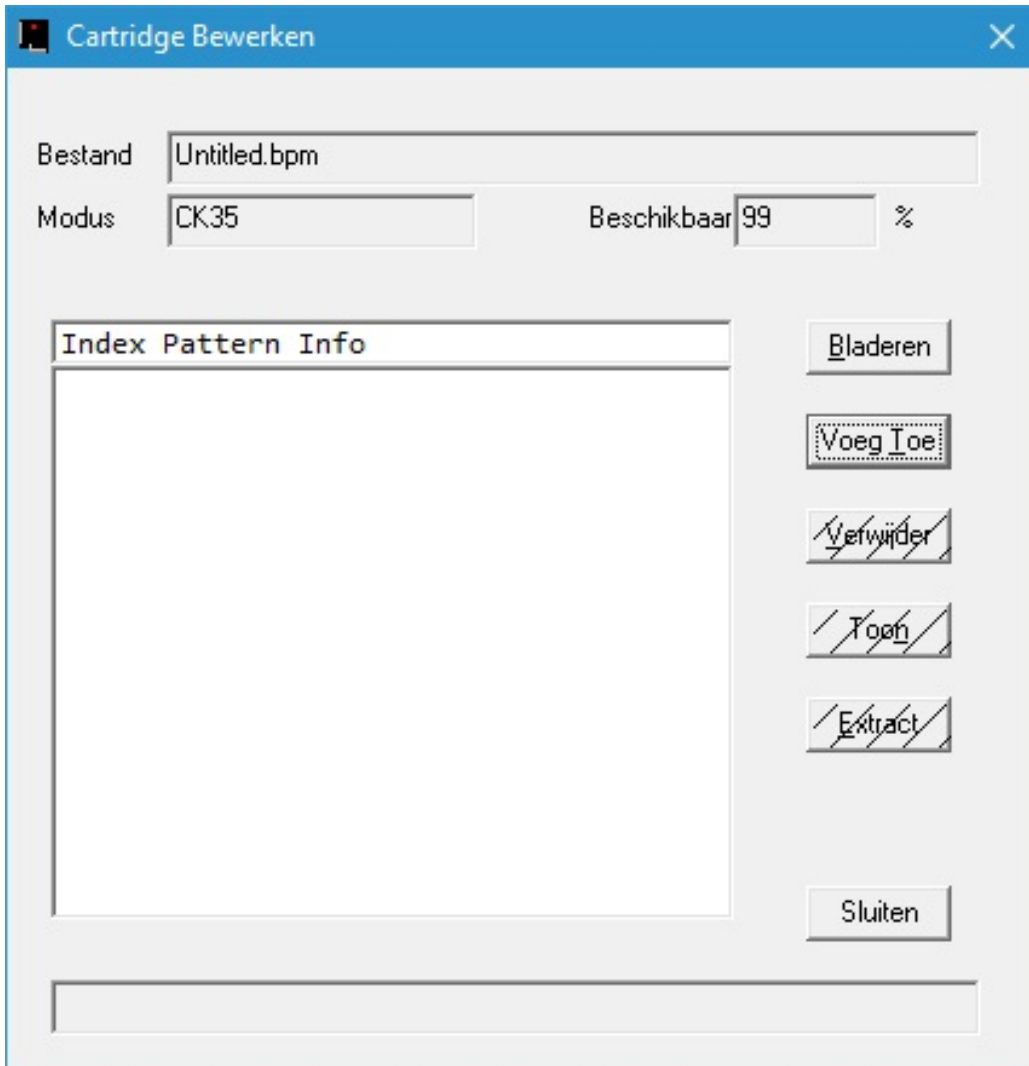 Cartridge Bewerken
Bestand Untitled.bpm
Modus CK35 Beschikbaar 99 %
Index Pattern Info
Bladeren
Voeg Toe
Verwijder
Toon
Extract
Sluiten